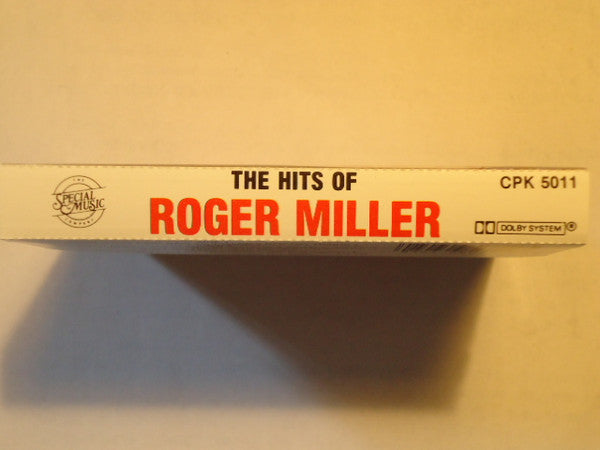 THE
SPECIAL
MUSIC
COMPANY
THE HITS OF
ROGER MILLER
CPK 5011
DOLBY SYSTEM®